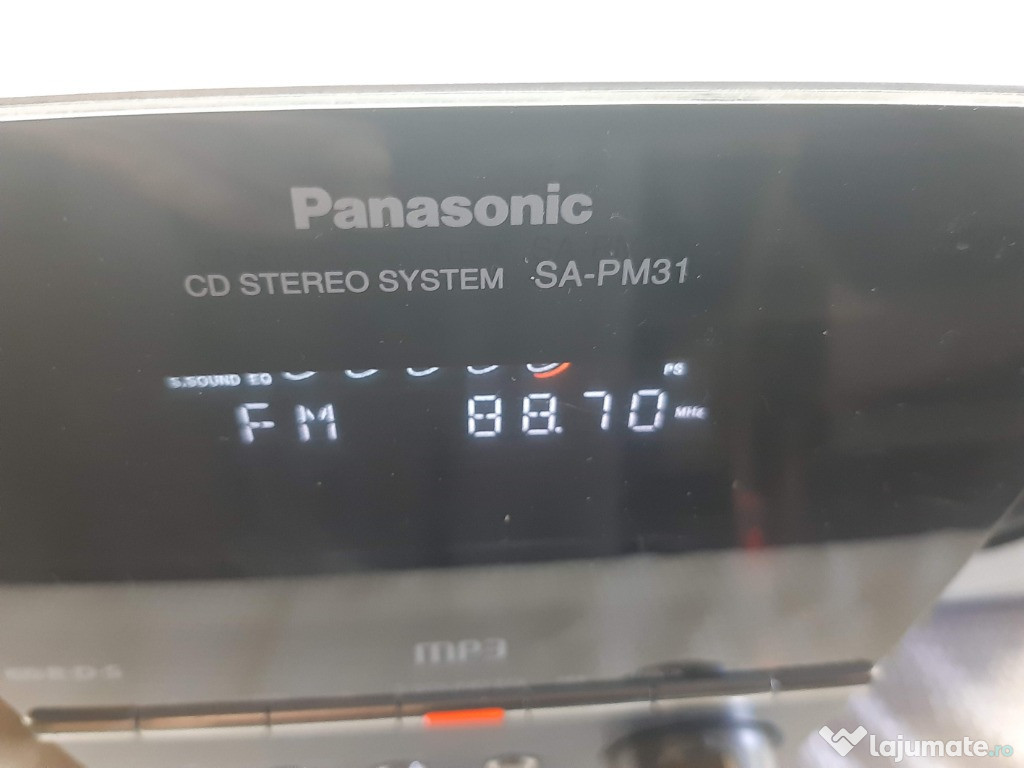 Panasonic
CD STEREO SYSTEM SA-PM31
S.SOUND EQ PS
FM 88.70 MHz
MP3
R·D·S
lajumate.ro